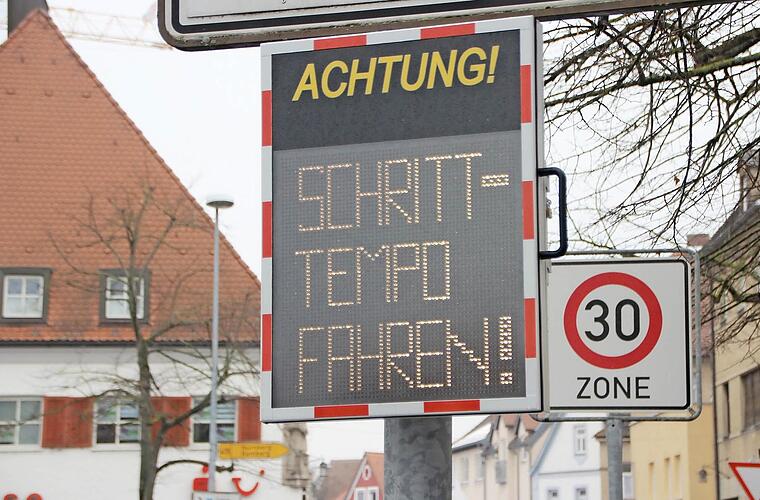 ACHTUNG!
SCHRITT-
TEMPO
FAHREN!
30
ZONE